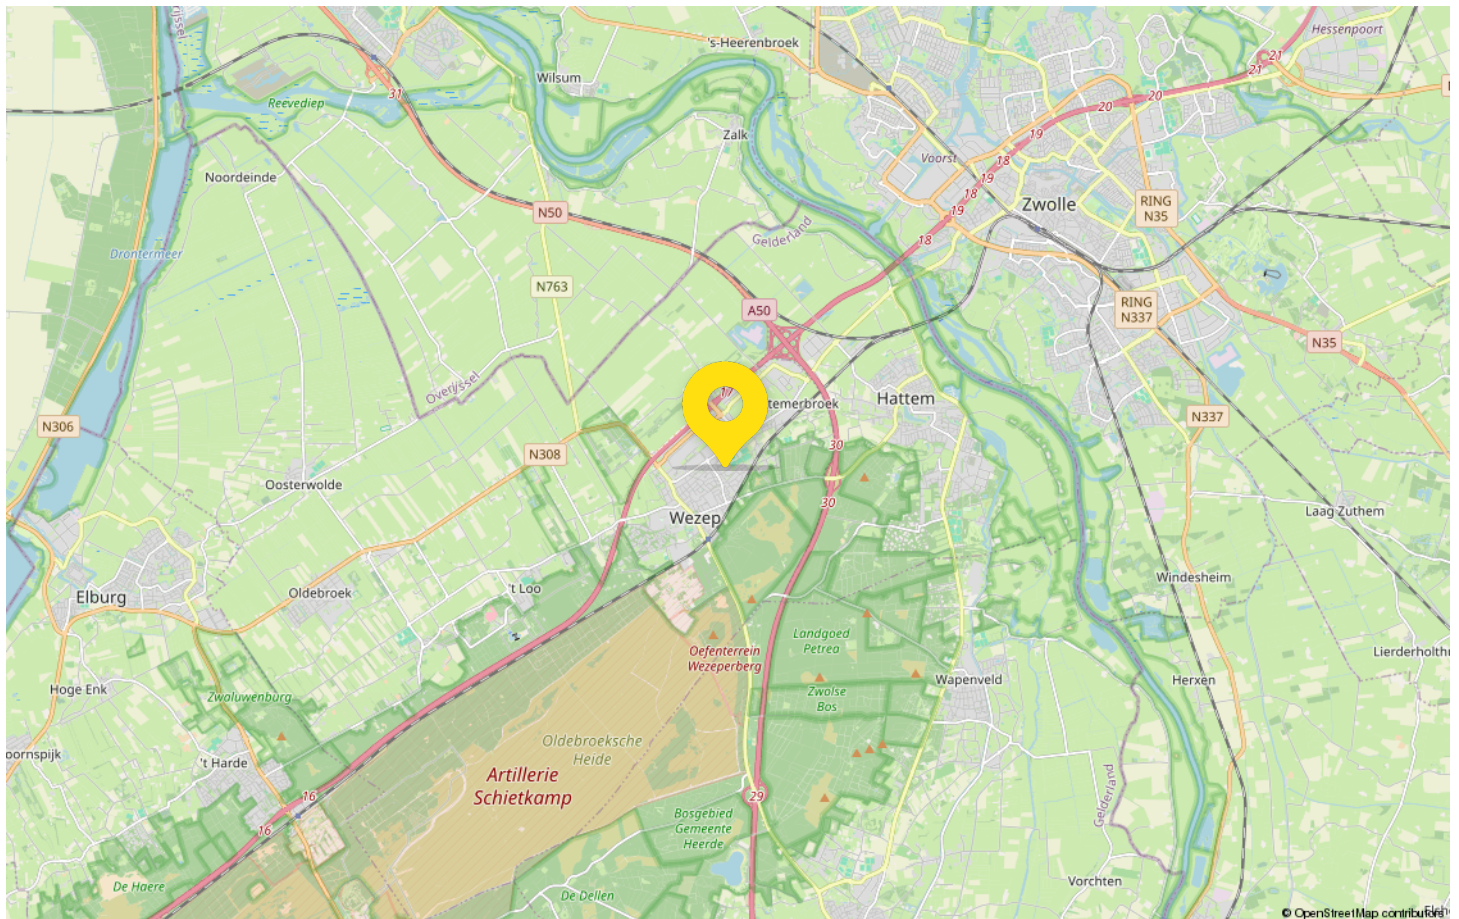 Hessenpoort
's-Heerenbroek
21
21
Wilsum
31
Reevediep
20
20
Zalk
19
Voorst
18
19
18
19
18
Noordeinde
Zwolle
RING
N35
N50
Gelderland
Drontermeer
N763
RING
N337
A50
N35
Overijssel
17
temerbroek
Hattem
N337
N306
30
N308
Oosterwolde
30
Wezep
Laag Zuthem
Windesheim
't Loo
Oldebroek
Elburg
Landgoed
Petrea
Oefenterrein
Wezeperberg
Lierderholth
Hoge Enk
Zwaluwenburg
Zwolse
Bos
Wapenveld
Herxen
oornspijk
't Harde
Oldebroeksche
Heide
Artillerie
Schietkamp
16
29
Gelderland
16
Bosgebied
Gemeente
Heerde
De Haere
De Dellen
Vorchten
© OpenStreetMap contributors